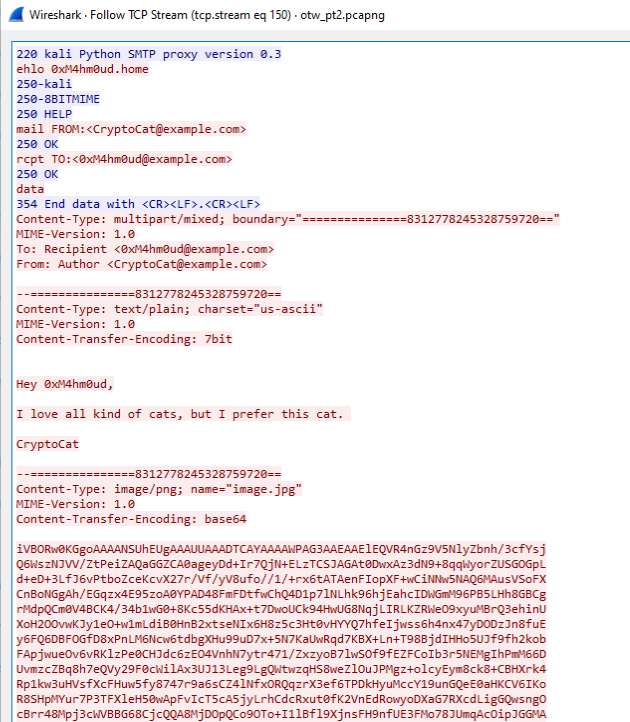 Wireshark · Follow TCP Stream (tcp.stream eq 150) · otw_pt2.pcapng
220 kali Python SMTP proxy version 0.3
ehlo 0xM4hm0ud.home
250-kali
250-8BITMIME
250 HELP
mail FROM:<CryptoCat@example.com>
250 OK
rcpt TO:<0xM4hm0ud@example.com>
250 OK
data
354 End data with <CR><LF>.<CR><LF>
Content-Type: multipart/mixed; boundary="===============8312778245328759720=="
MIME-Version: 1.0
To: Recipient <0xM4hm0ud@example.com>
From: Author <CryptoCat@example.com>
--===============8312778245328759720==
Content-Type: text/plain; charset="us-ascii"
MIME-Version: 1.0
Content-Transfer-Encoding: 7bit
Hey 0xM4hm0ud,
I love all kind of cats, but I prefer this cat.
CryptoCat
--===============8312778245328759720==
Content-Type: image/png; name="image.jpg"
MIME-Version: 1.0
Content-Transfer-Encoding: base64
iVBORw0KGgoAAAANSUhEUgAAAUUAAADTCAYAAAAWPAG3AAEAAElEQVR4nGz9V5NlyZbnh/3cfYsj
Q6WszNJVV/ZtPeiZAQaGGZCA0ageyDd+Ir7QjN+ELzTCSJAGAt0DwxAz3dN9+8qqWyorZUSGOGpL
d+eD+3LfJ6vPtboZceKcvX27r/Vf/yV8ufo//1/+rx6tATAenFIopXF+wCiNNw5NAQ6MAusVSoFX
CnBoNGgAh/EGqzx4E95zoA0YPAD48FmFDtfwChQ4D1p7lNLhk96hjEahcIDWGmM96PB5LHh8GBCg
rMdpQCm0V4BCK4/34b1wG0+8Kc55dKHAx+t7DwoUCk94HwUG8NqjLIRLKZRWeO9xyuMBrQ3ehinU
XoH2OOvwKJy1eO+w1mLdiB0HnB2xtseNIx6H8z5c3Ht0vHYYQ7hfeIjwss6h4nx47yDODzJn8fuE
y6FQ6DBFOGfD8xPnLM6Ncw6tdbgXHu99uD7x+5N7KaUwRqd7KBX+Ln+T98BjdIHHo5UJf9fh2kob
FApjwueOv6vRKlzPe0CHJdc6zEO4VnhN7ytr471/ZxzyoB7lwSOf9fEZFCoIb3r5NEMgIhPmM66D
UvmzcZBq8h7eQVy29F0cWilAx3UJ13Leg9LgQWtwzqHS8weZlOuJPMgz+olcyEym8ck8+CBHXrk4
Rp1kw3uHVsfXcFHuw5fy8747r9a6sCZ4lNfxORQqzrX3ef6TPDkHyuMccY19unGQeE0aHKCV6IKo
R8SHpMYur7P3TFXleH50wApFvIcT5cA5jyLrhCdcRxut0fK2VnEdRowyoDXaG7RXcdLigGQwsngO
cBrr48Mpj3cWVBBG68CjcQQA8MjDOpQCo9OTo+I1lBfl9XjnsFH9nfUE3FMo78JUmqAcOipJGGMA